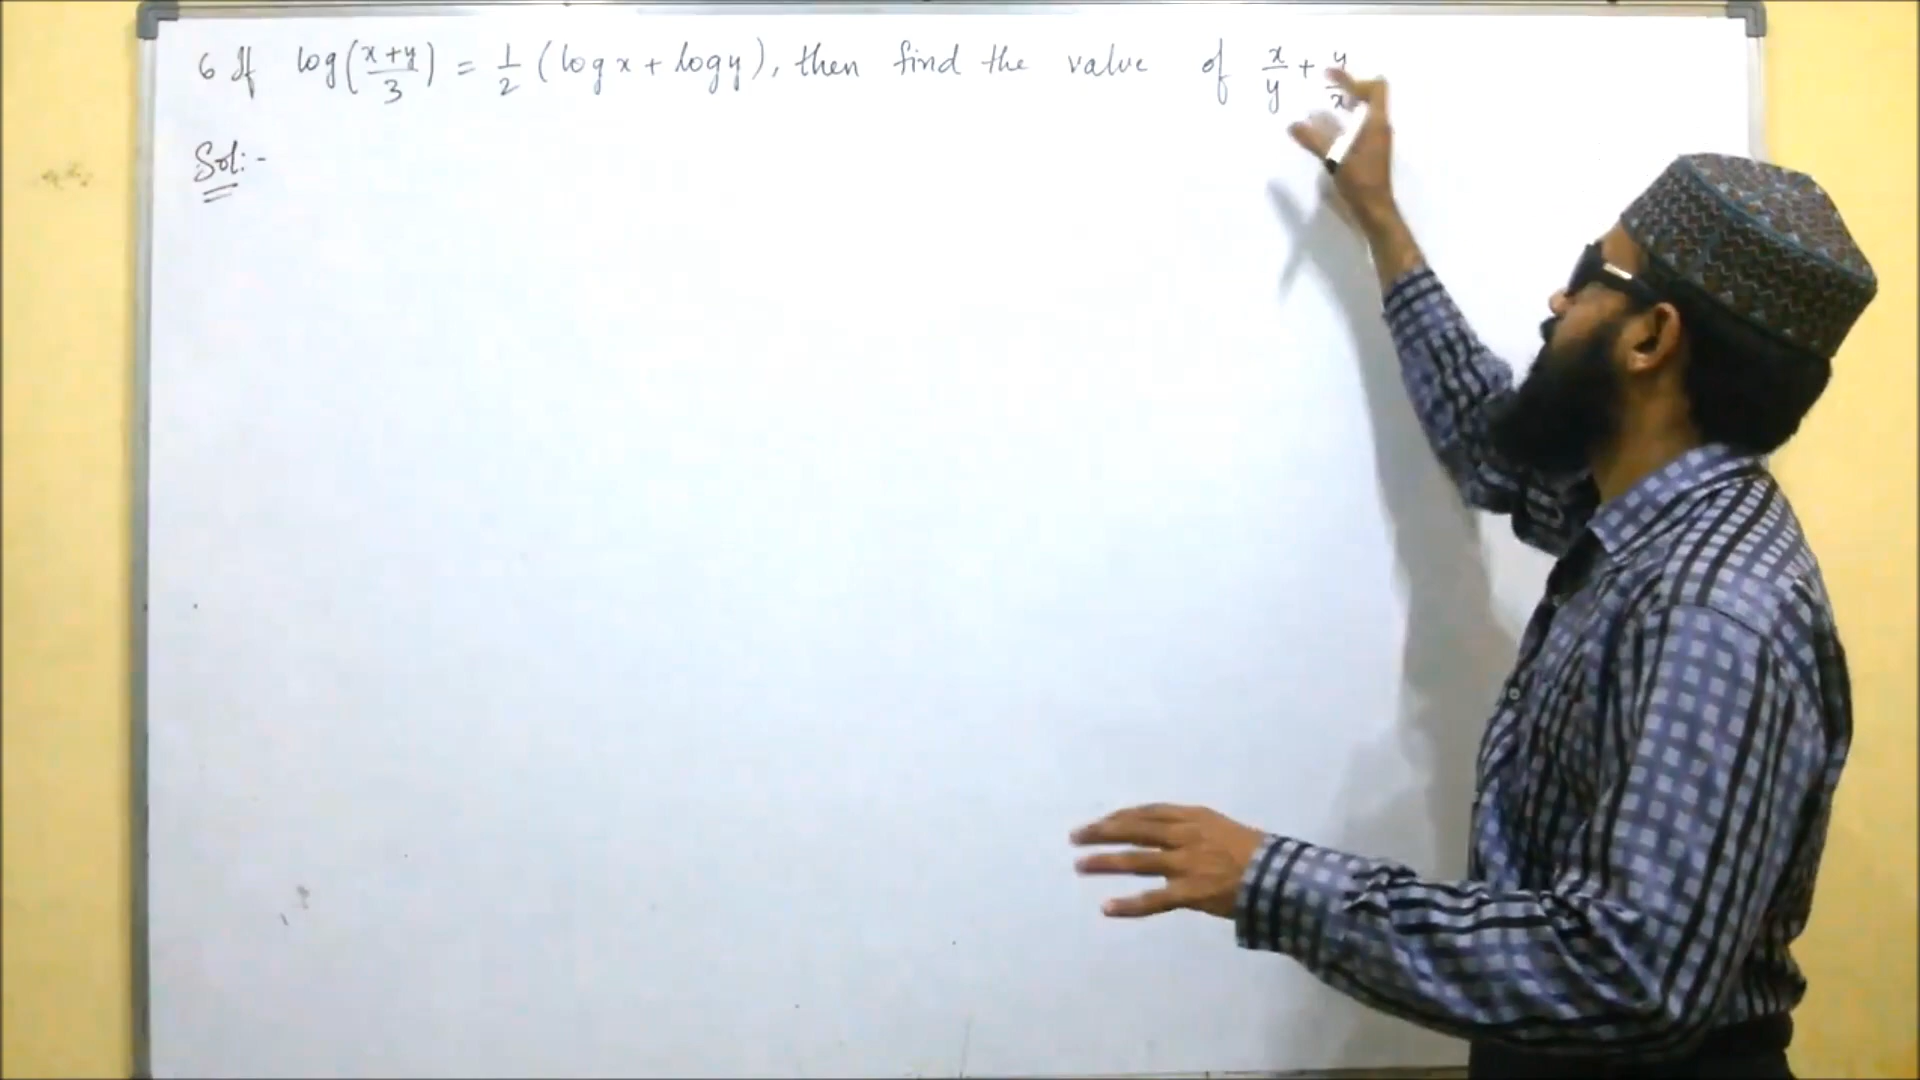 6 If log(x+y/3) = 1/2 (log x + log y), then find the value of x/y + y/x
Sol:-